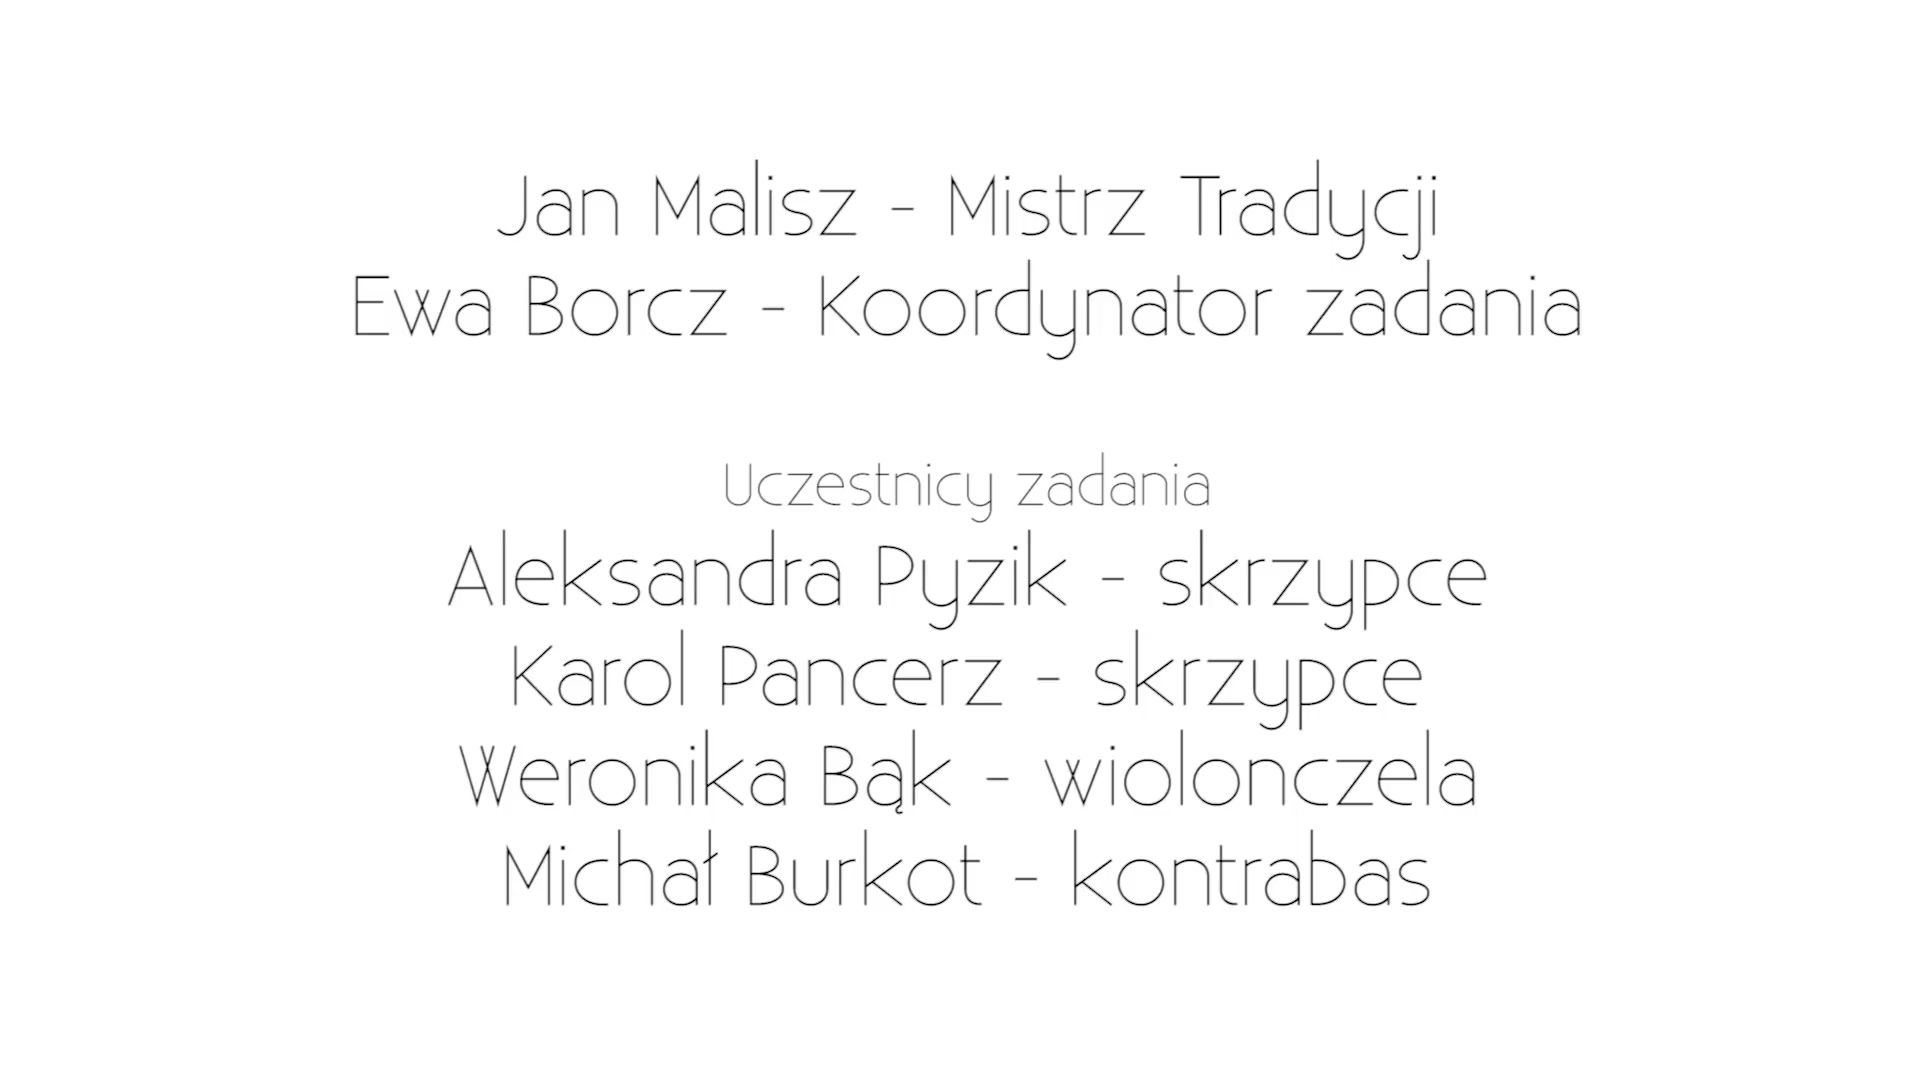 Jan Malisz - Mistrz Tradycji
Ewa Borcz - Koordynator zadania
Uczestnicy zadania
Aleksandra Pyzik - skrzypce
Karol Pancerz - skrzypce
Weronika Bąk - wiolonczela
Michał Burkot - kontrabas